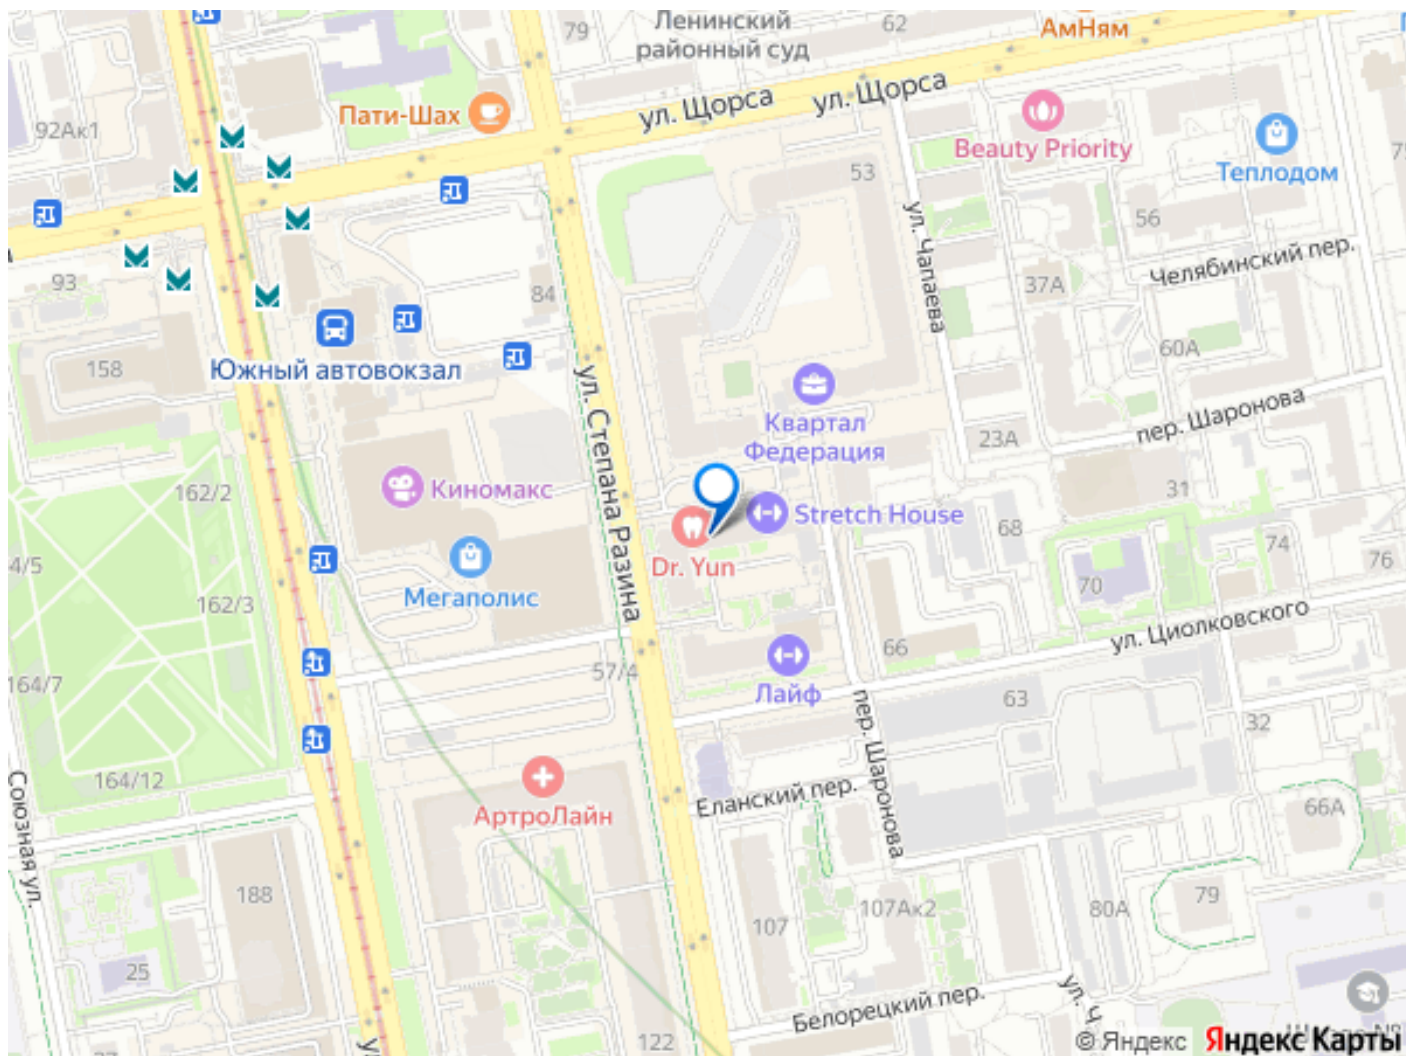 79
Ленинский
районный суд
62
АмНям
Пати-Шах
ул. Щорса
ул. Щорса
92Ак1
Beauty Priority
Теплодом
53
ул. Чапаева
56
Челябинский пер.
93
84
37А
Южный автовокзал
158
60А
ул. Степана Разина
Квартал
Федерация
23А
пер. Шаронова
162/2
Киномакс
31
Stretch House
68
74
76
4/5
Dr. Yun
Мегаполис
162/3
70
ул. Циолковского
66
57/4
164/7
Лайф
63
32
пер. Шаронова
164/12
Союзная ул.
АртроЛайн
Еланский пер.
66А
188
107
107Ак2
80А
79
25
ул. Ч
Белорецкий пер.
122
© Яндекс Яндекс Карты